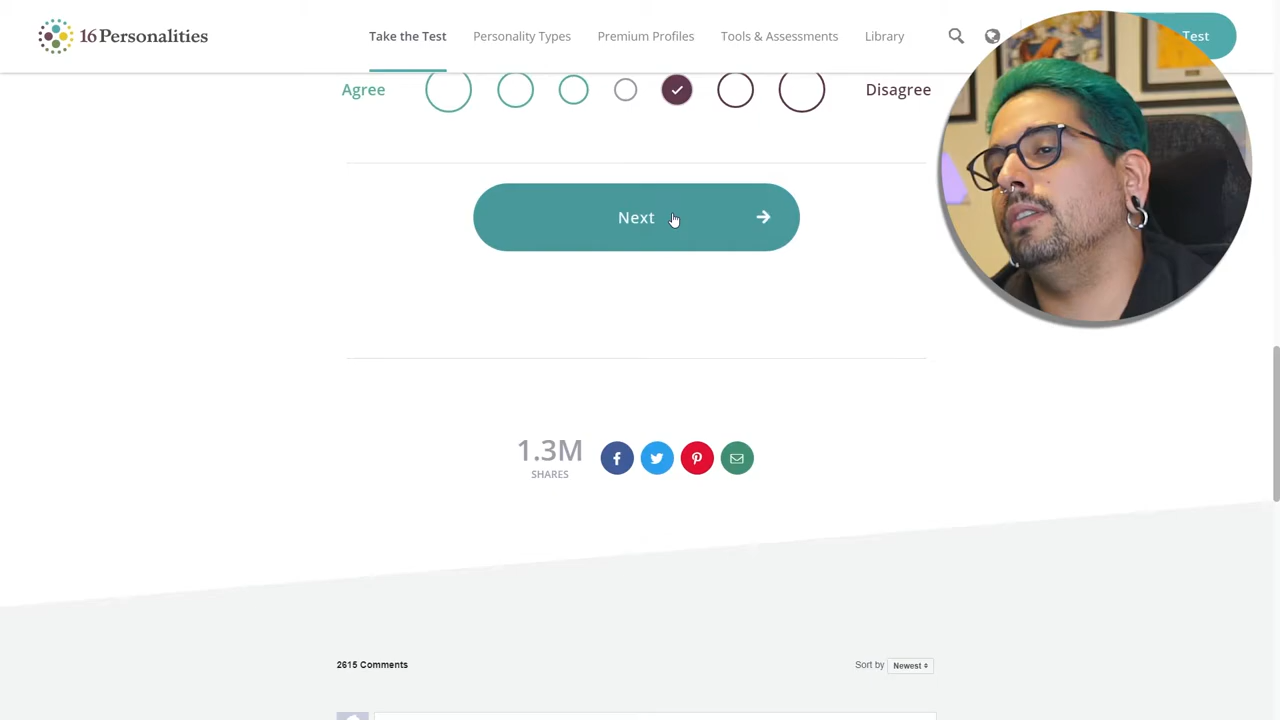 16Personalities
Take the Test
Personality Types
Premium Profiles
Tools & Assessments
Library
Test
Agree
Disagree
Next
1.3M
SHARES
2615 Comments
Sort by Newest